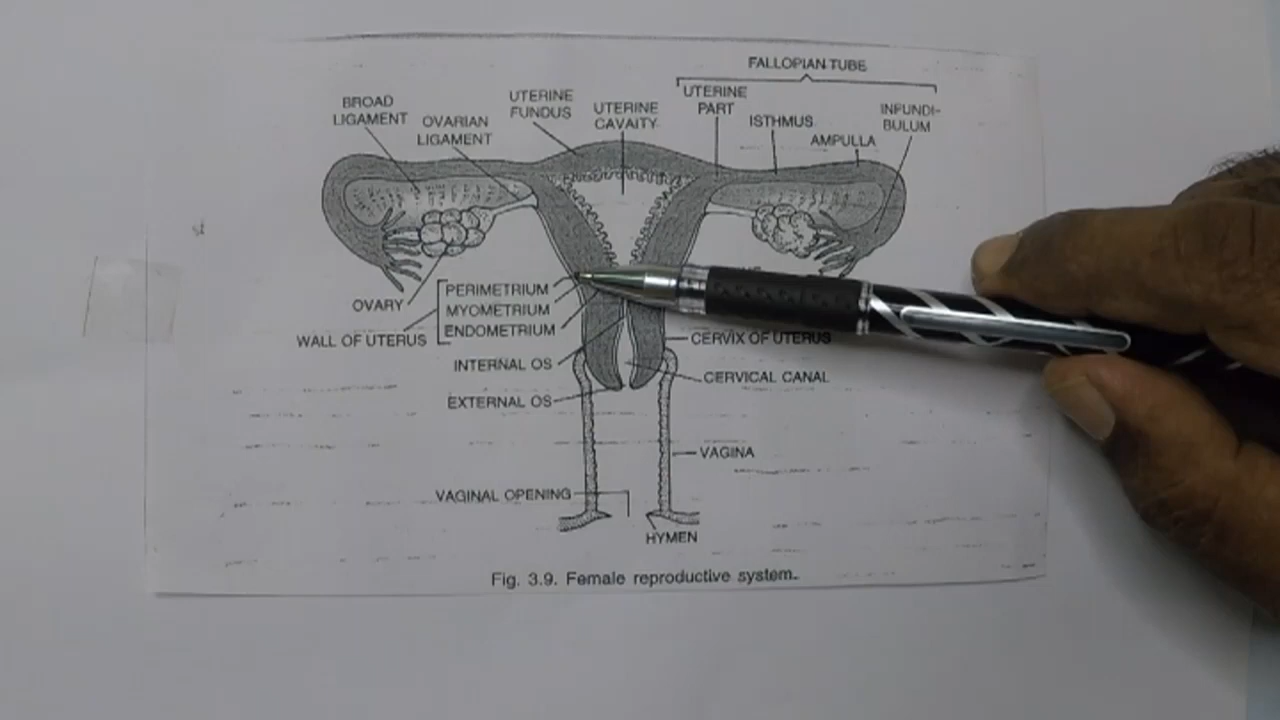 FALLOPIAN TUBE
BROAD
LIGAMENT
OVARIAN
LIGAMENT
UTERINE
FUNDUS
UTERINE
CAVAITY
UTERINE
PART
ISTHMUS
AMPULLA
INFUNDI-
BULUM
OVARY
WALL OF UTERUS
PERIMETRIUM
MYOMETRIUM
ENDOMETRIUM
INTERNAL OS
EXTERNAL OS
CERVIX OF UTERUS
CERVICAL CANAL
VAGINA
VAGINAL OPENING
HYMEN
Fig. 3.9. Female reproductive system.